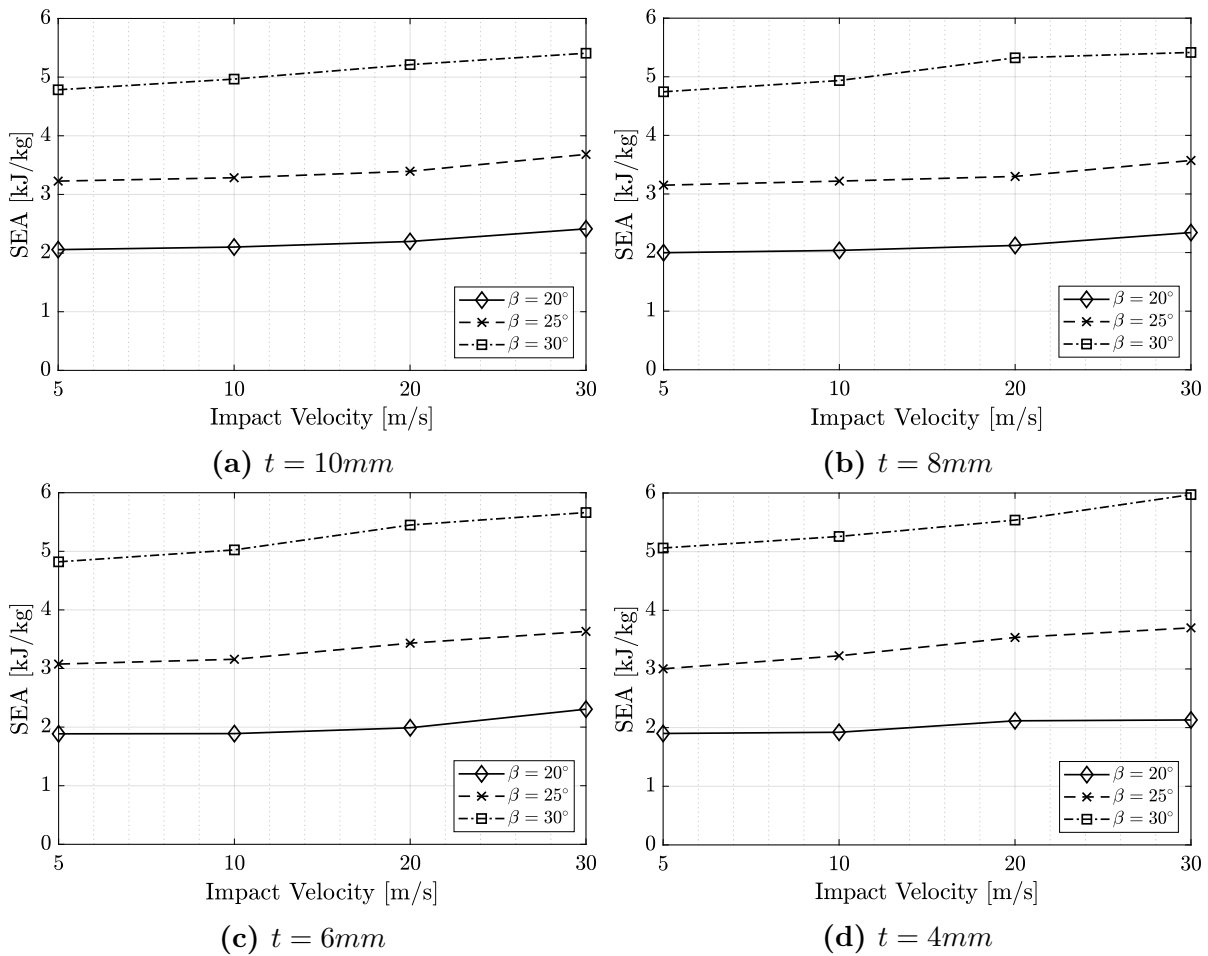 6
5
4
3
2
1
0
SEA [kJ/kg]
β = 20°
β = 25°
β = 30°
5 10 20 30
Impact Velocity [m/s]
(a) t = 10mm
6
5
4
3
2
1
0
SEA [kJ/kg]
β = 20°
β = 25°
β = 30°
5 10 20 30
Impact Velocity [m/s]
(b) t = 8mm
6
5
4
3
2
1
0
SEA [kJ/kg]
β = 20°
β = 25°
β = 30°
5 10 20 30
Impact Velocity [m/s]
(c) t = 6mm
6
5
4
3
2
1
0
SEA [kJ/kg]
β = 20°
β = 25°
β = 30°
5 10 20 30
Impact Velocity [m/s]
(d) t = 4mm